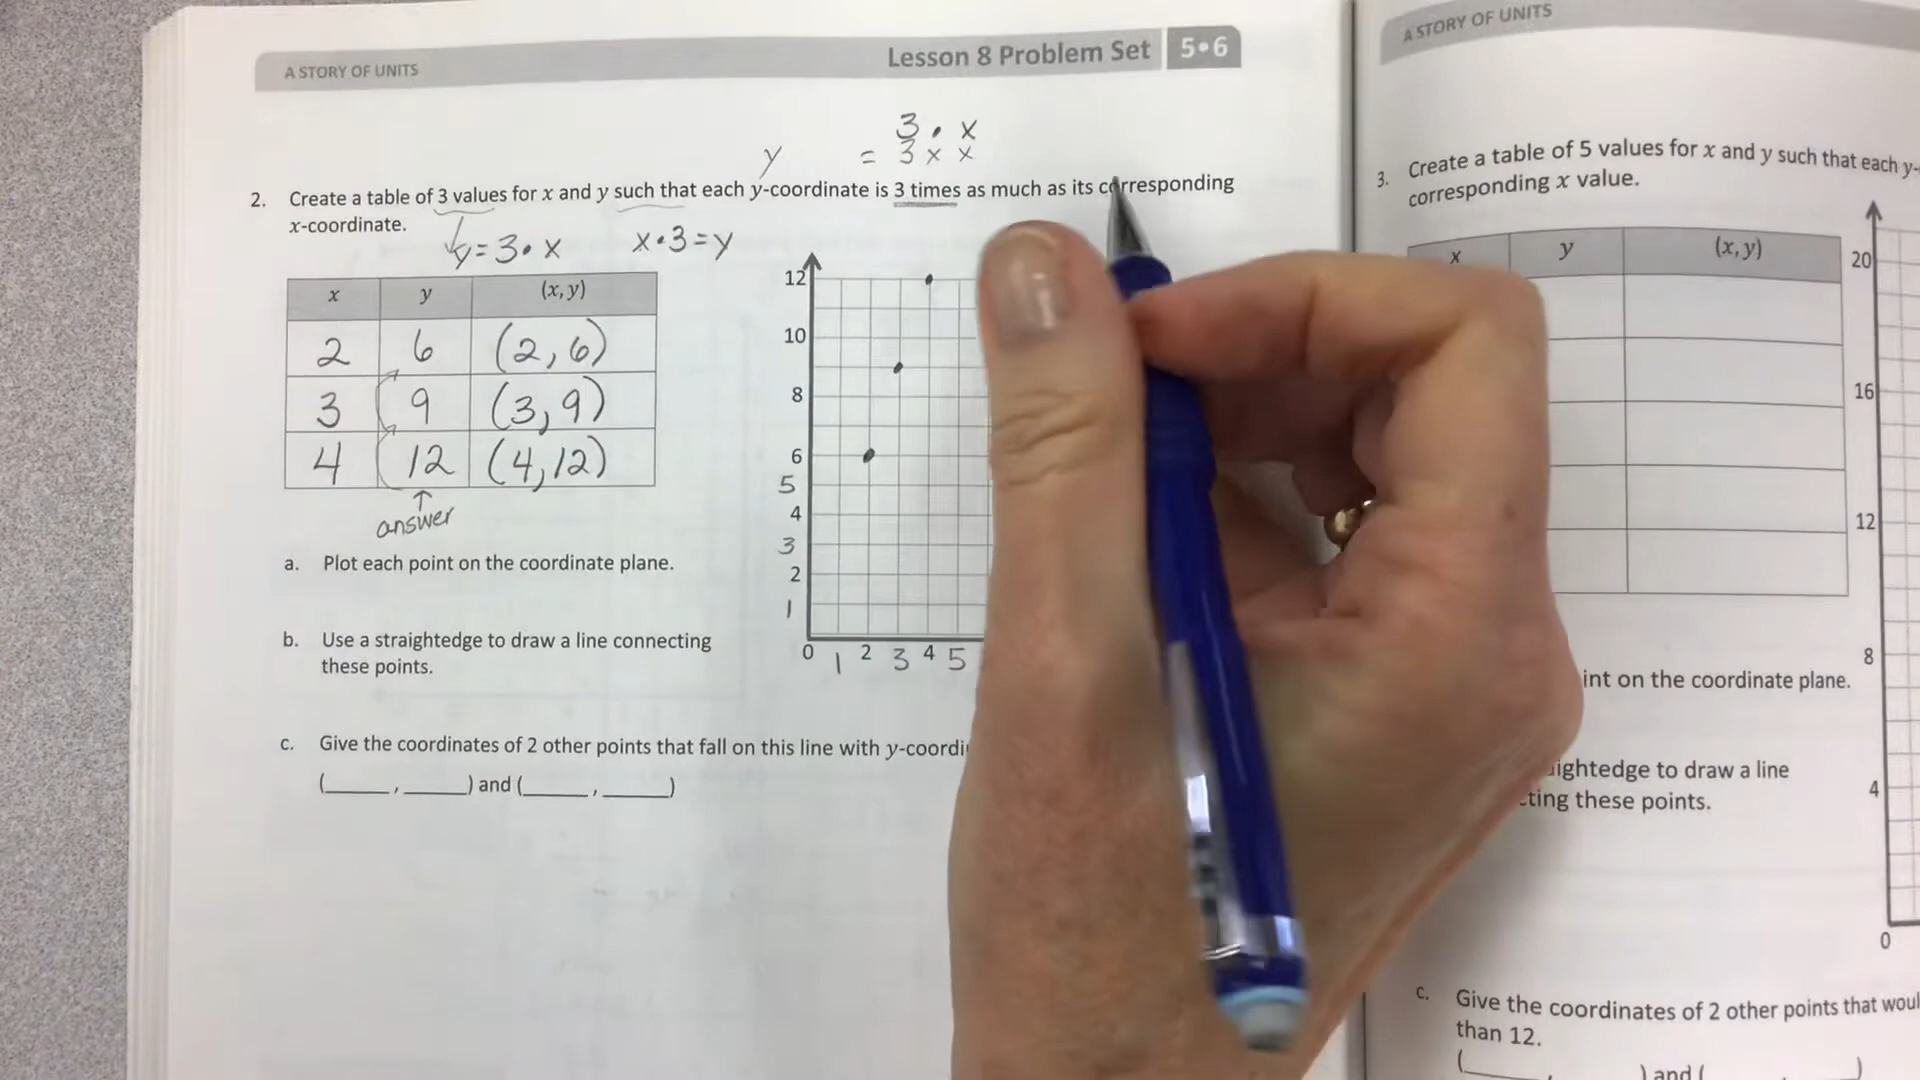 A STORY OF UNITS
Lesson 8 Problem Set 5•6
3 • x
y = 3 x x
2. Create a table of 3 values for x and y such that each y-coordinate is 3 times as much as its corresponding
x-coordinate.
y = 3 • x
x • 3 = y
x y (x, y)
2 6 (2, 6)
3 9 (3, 9)
4 12 (4, 12)
answer
a. Plot each point on the coordinate plane.
b. Use a straightedge to draw a line connecting
these points.
12
10
8
6
5
4
3
2
1
0 1 2 3 4 5
c. Give the coordinates of 2 other points that fall on this line with
(_____ , _____) and (_____ , _____)
A STORY OF UNITS
3. Create a table of 5 values for x and y such that each y-
corresponding x value.
x y (x, y)
20
16
12
8
4
0
int on the coordinate plane.
ightedge to draw a line
ting these points.
c. Give the coordinates of 2 other points that
than 12.
(_____ , _____) and (